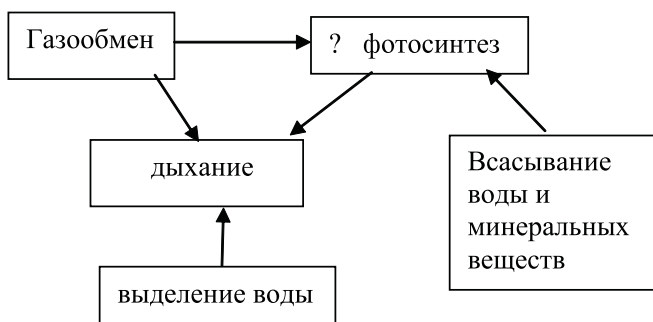 Газообмен
? фотосинтез
дыхание
Всасывание
воды и
минеральных
веществ
выделение воды